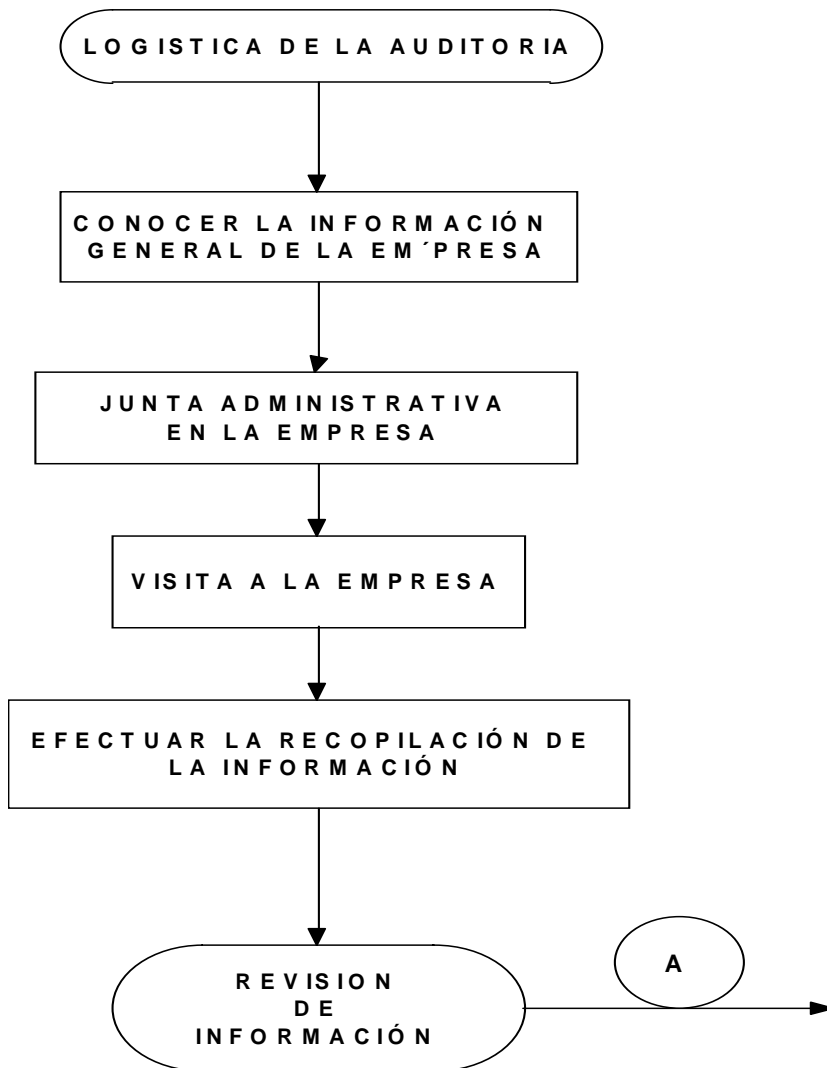 LOGISTICA DE LA AUDITORIA
CONOCER LA INFORMACIÓN
GENERAL DE LA EM´PRESA
JUNTA ADMINISTRATIVA
EN LA EMPRESA
VISITA A LA EMPRESA
EFECTUAR LA RECOPILACIÓN DE
LA INFORMACIÓN
A
REVISION
DE
INFORMACIÓN